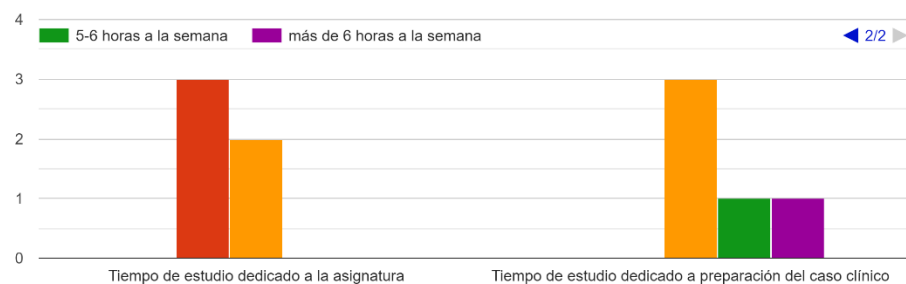 4
5-6 horas a la semana más de 6 horas a la semana 2/2
3
2
1
0
Tiempo de estudio dedicado a la asignatura Tiempo de estudio dedicado a preparación del caso clínico